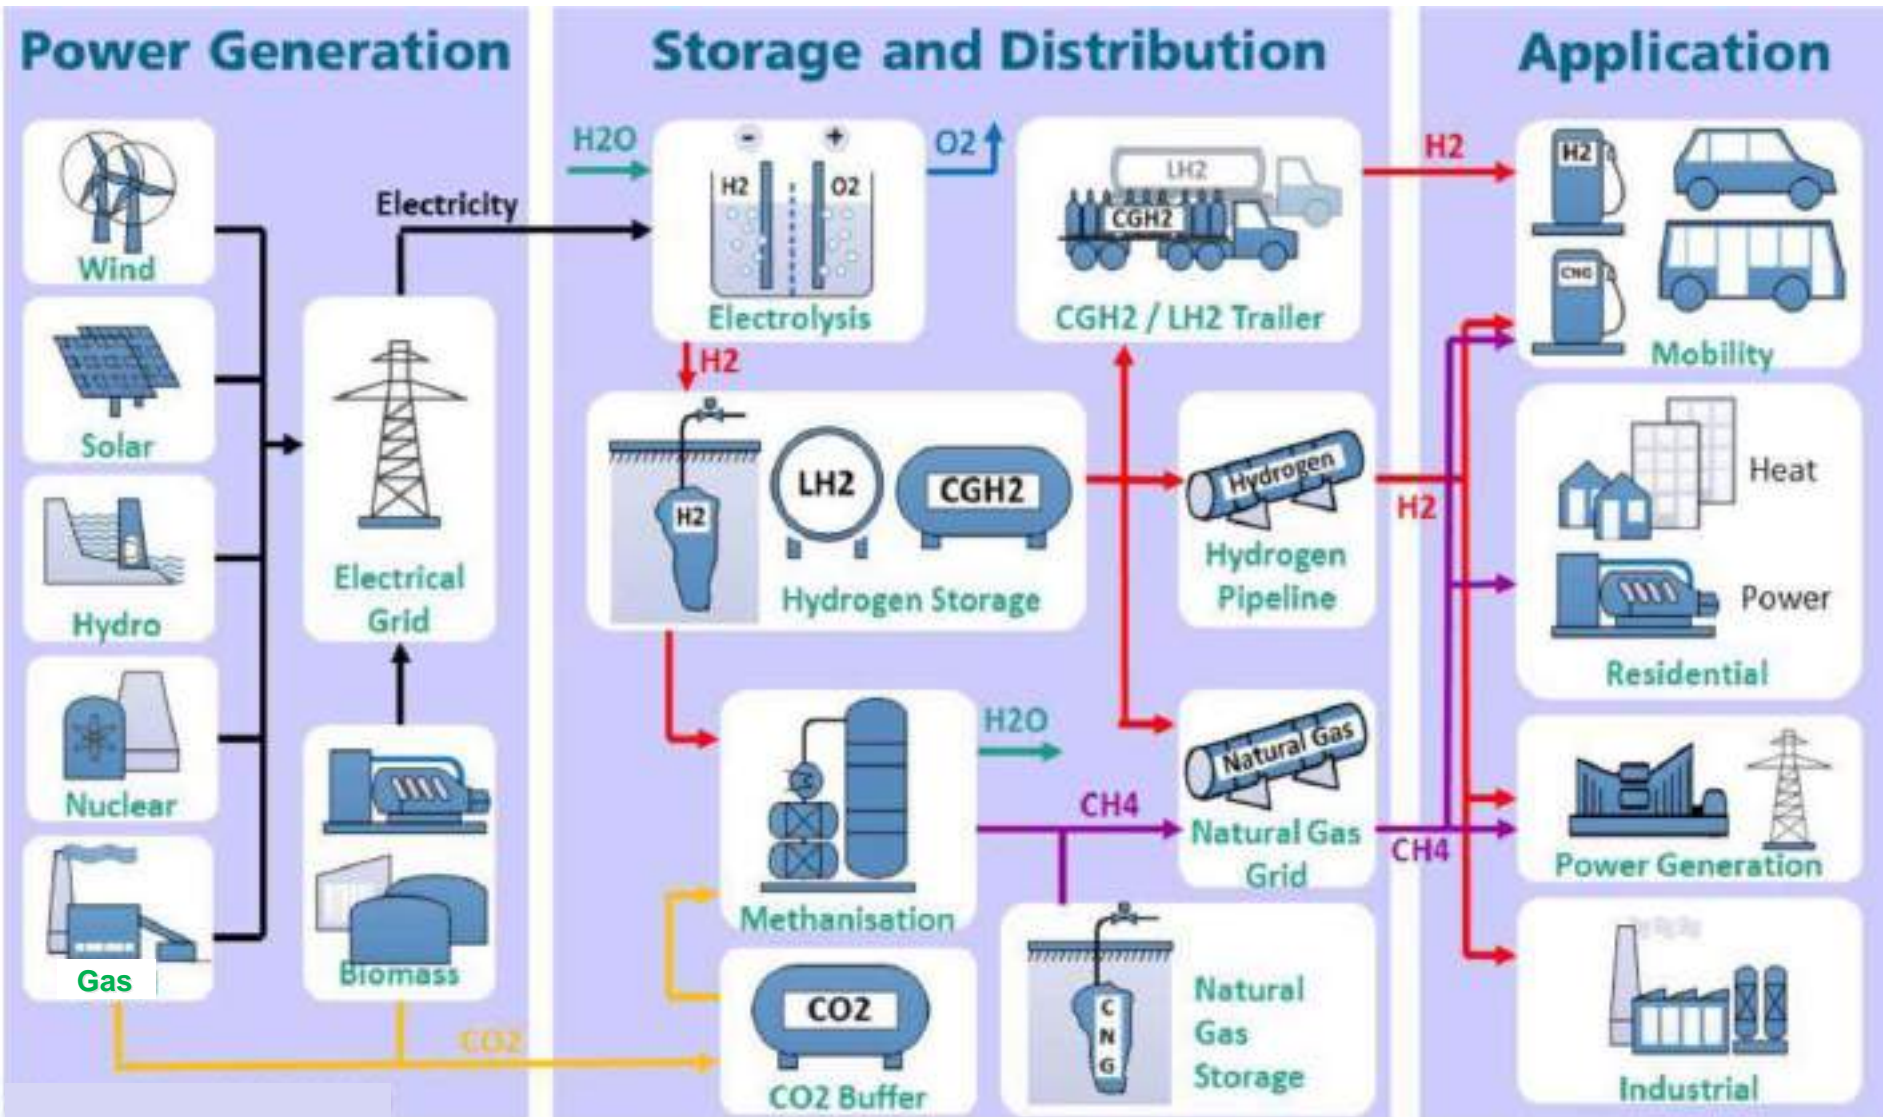 Power Generation
Storage and Distribution
Application
Wind
Solar
Hydro
Nuclear
Gas
Electricity
Electrical
Grid
Biomass
CO2
H2O
-
+
H2
O2
Electrolysis
O2
H2
LH2
CGH2
CGH2 / LH2 Trailer
H2
H2
LH2
CGH2
Hydrogen Storage
Hydrogen
Hydrogen
Pipeline
H2
Methanisation
H2O
CH4
Natural Gas
Natural Gas
Grid
CH4
CO2
CO2 Buffer
C
N
G
Natural
Gas
Storage
H2
CNG
Mobility
Heat
Power
Residential
Power Generation
Industrial